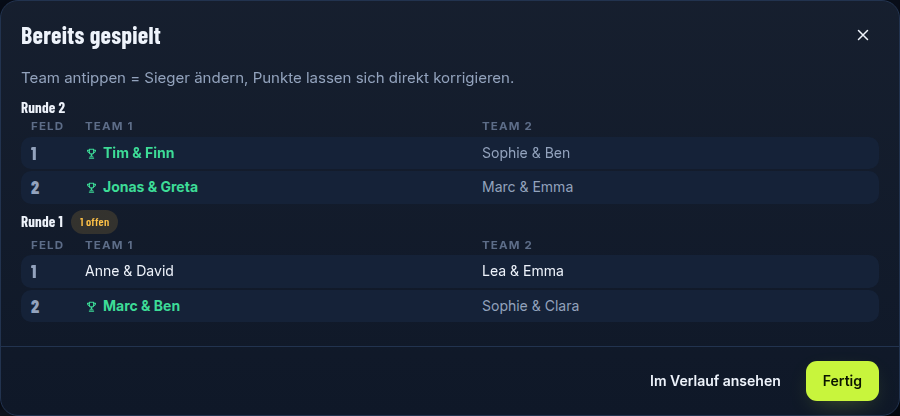 Bereits gespielt
Team antippen = Sieger ändern, Punkte lassen sich direkt korrigieren.
Runde 2
FELD TEAM 1 TEAM 2
1 Tim & Finn Sophie & Ben
2 Jonas & Greta Marc & Emma
Runde 1 1 offen
FELD TEAM 1 TEAM 2
1 Anne & David Lea & Emma
2 Marc & Ben Sophie & Clara
Im Verlauf ansehen Fertig